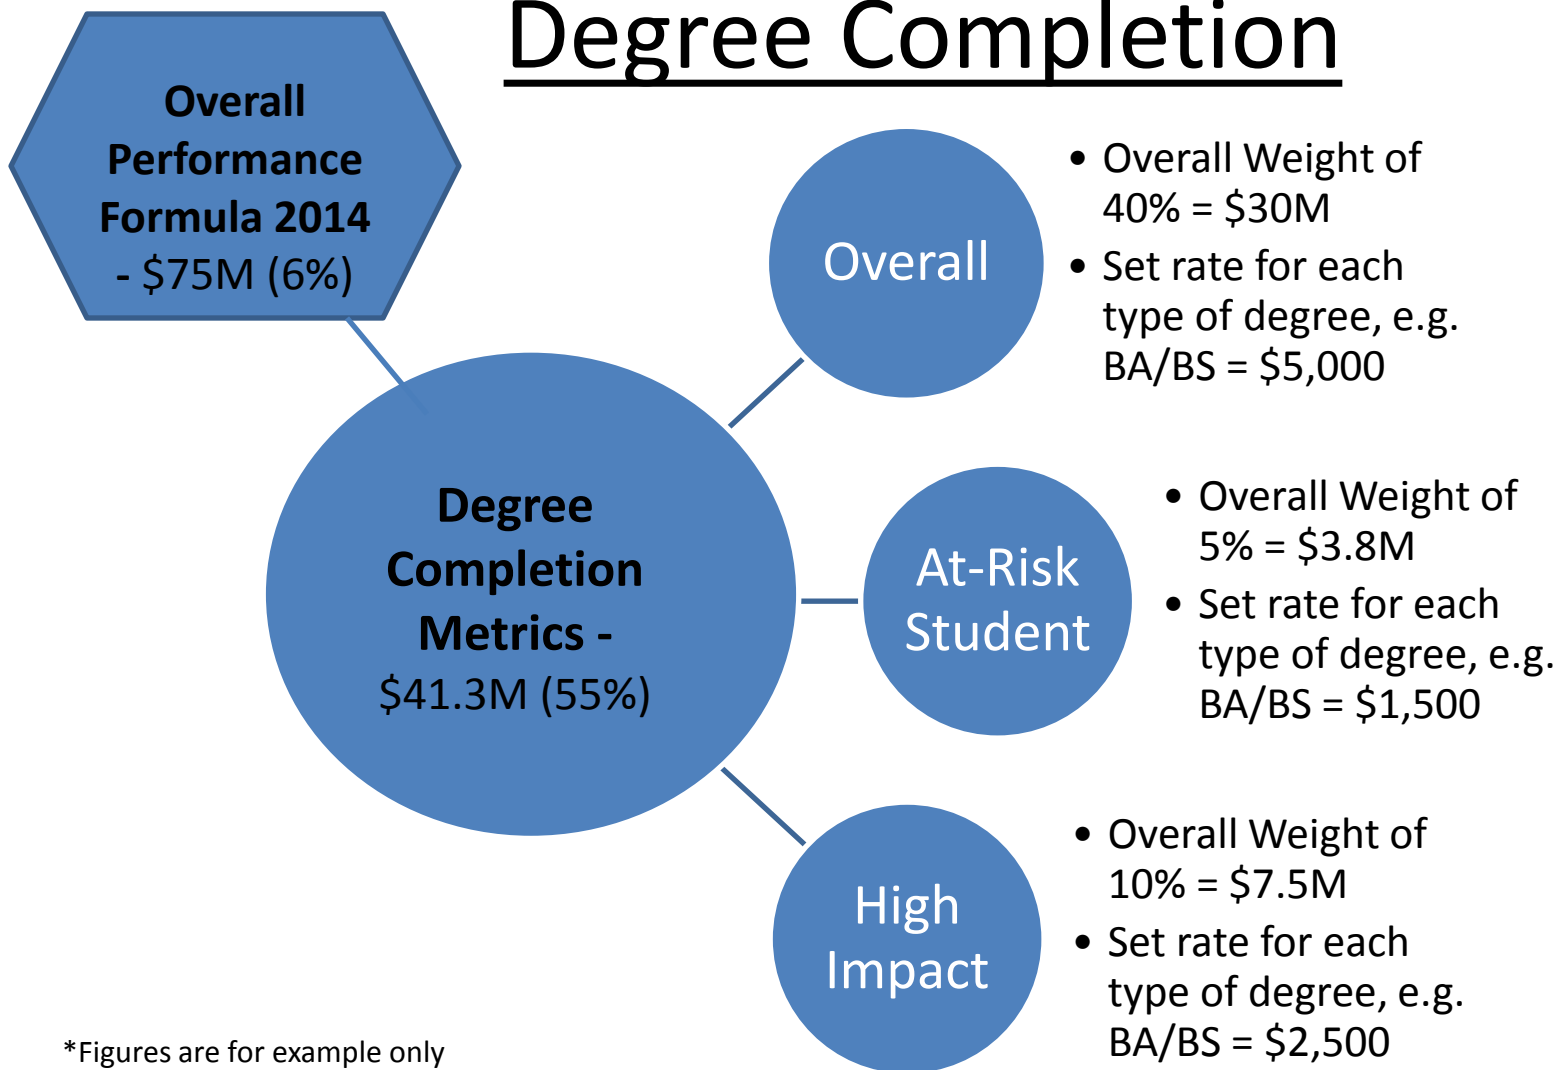 Degree Completion
Overall
Performance
Formula 2014
- $75M (6%)
Degree
Completion
Metrics -
$41.3M (55%)
Overall
• Overall Weight of
40% = $30M
• Set rate for each
type of degree, e.g.
BA/BS = $5,000
At-Risk
Student
• Overall Weight of
5% = $3.8M
• Set rate for each
type of degree, e.g.
BA/BS = $1,500
High
Impact
• Overall Weight of
10% = $7.5M
• Set rate for each
type of degree, e.g.
BA/BS = $2,500
*Figures are for example only